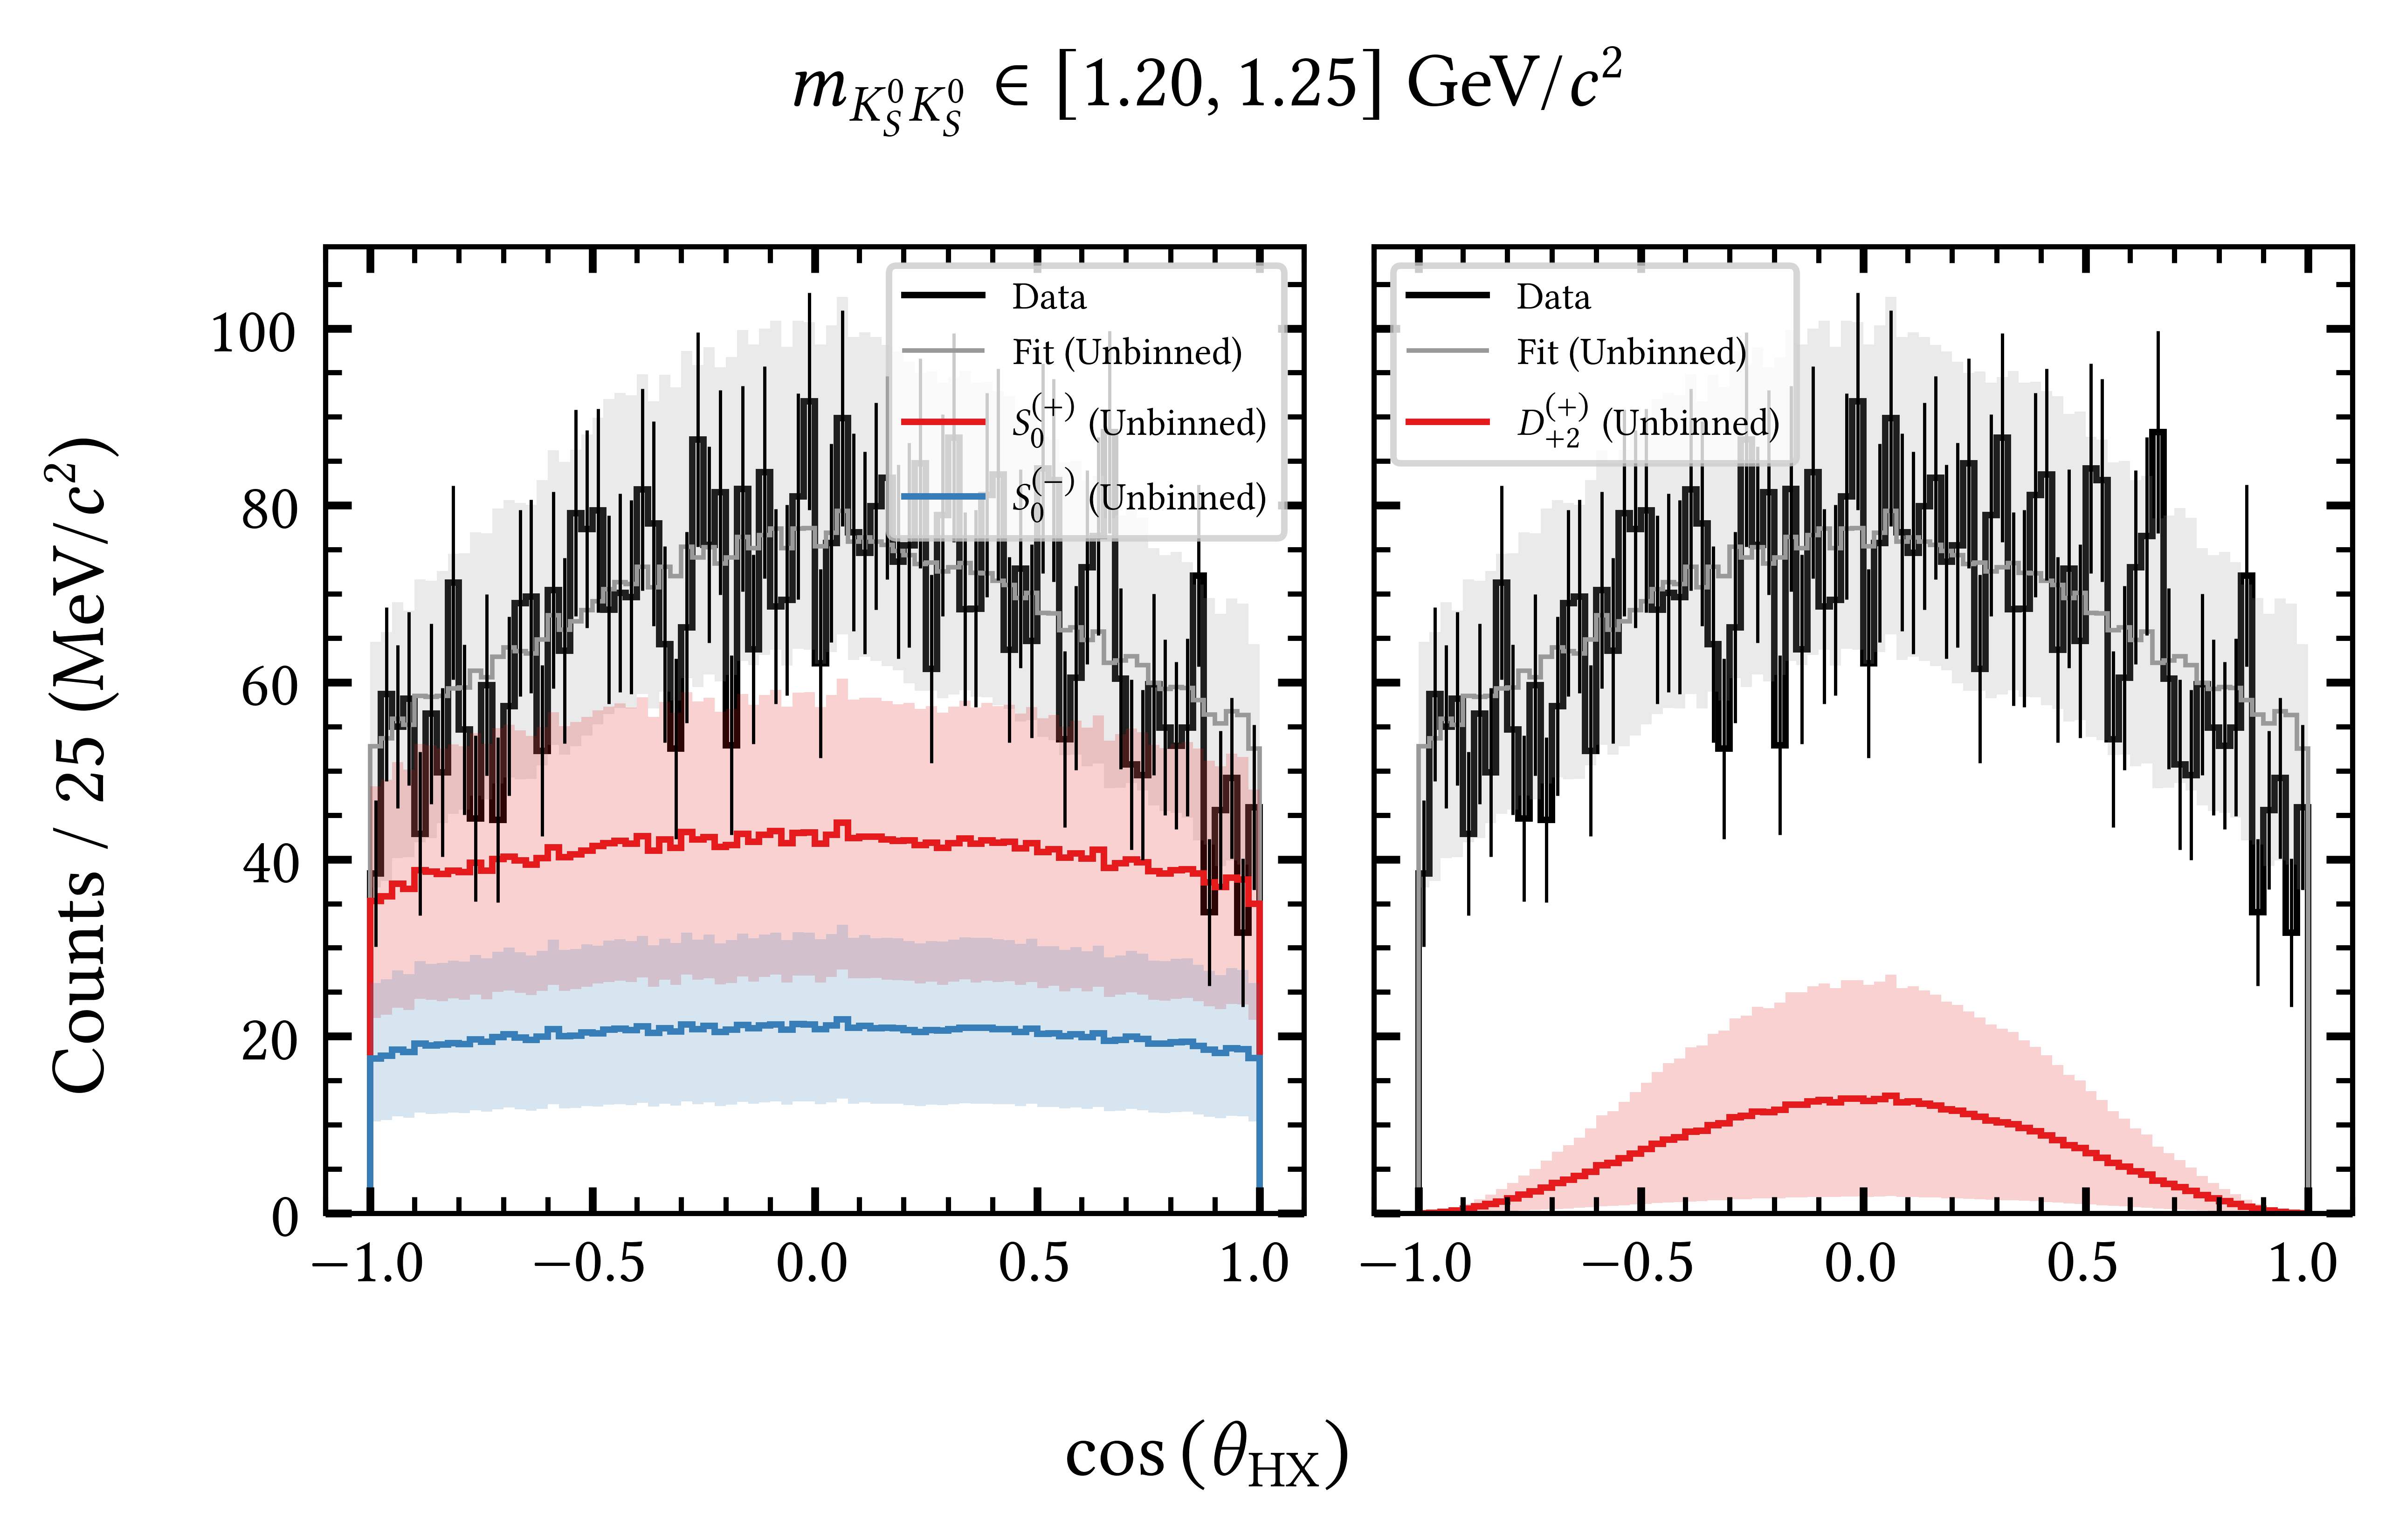 m_{K_S^0 K_S^0} ∈ [1.20, 1.25] GeV/c²
Counts / 25 (MeV/c²)
100
80
60
40
20
0
Data
Fit (Unbinned)
S_0^{(+)} (Unbinned)
S_0^{(−)} (Unbinned)
−1.0 −0.5 0.0 0.5 1.0
Data
Fit (Unbinned)
D_{+2}^{(+)} (Unbinned)
−1.0 −0.5 0.0 0.5 1.0
cos (θ_{HX})